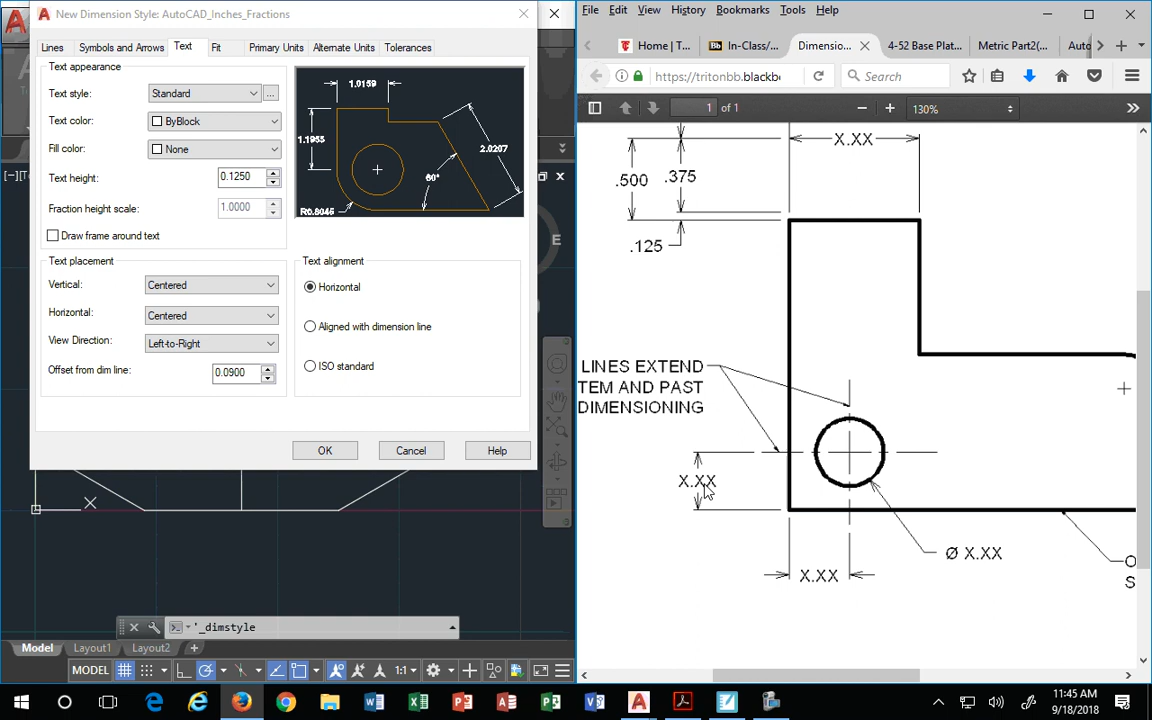 New Dimension Style: AutoCAD_Inches_Fractions
Lines
Symbols and Arrows
Text
Fit
Primary Units
Alternate Units
Tolerances
Text appearance
Text style:
Standard
...
Text color:
ByBlock
Fill color:
None
Text height:
0.1250
Fraction height scale:
1.0000
Draw frame around text
1.0159
1.1955
2.0207
60°
R0.8045
Text placement
Vertical:
Centered
Horizontal:
Centered
View Direction:
Left-to-Right
Offset from dim line:
0.0900
Text alignment
Horizontal
Aligned with dimension line
ISO standard
OK
Cancel
Help
E
X
'_dimstyle
Model
Layout1
Layout2
MODEL
1:1
File
Edit
View
History
Bookmarks
Tools
Help
Home | T...
Bb
In-Class/...
Dimensio...
4-52 Base Plat...
Metric Part2(...
Auto
https://tritonbb.blackb
Search
1
of 1
130%
X.XX
.500
.375
.125
LINES EXTEND
TEM AND PAST
DIMENSIONING
X.XX
Ø X.XX
X.XX
O
S
11:45 AM
9/18/2018